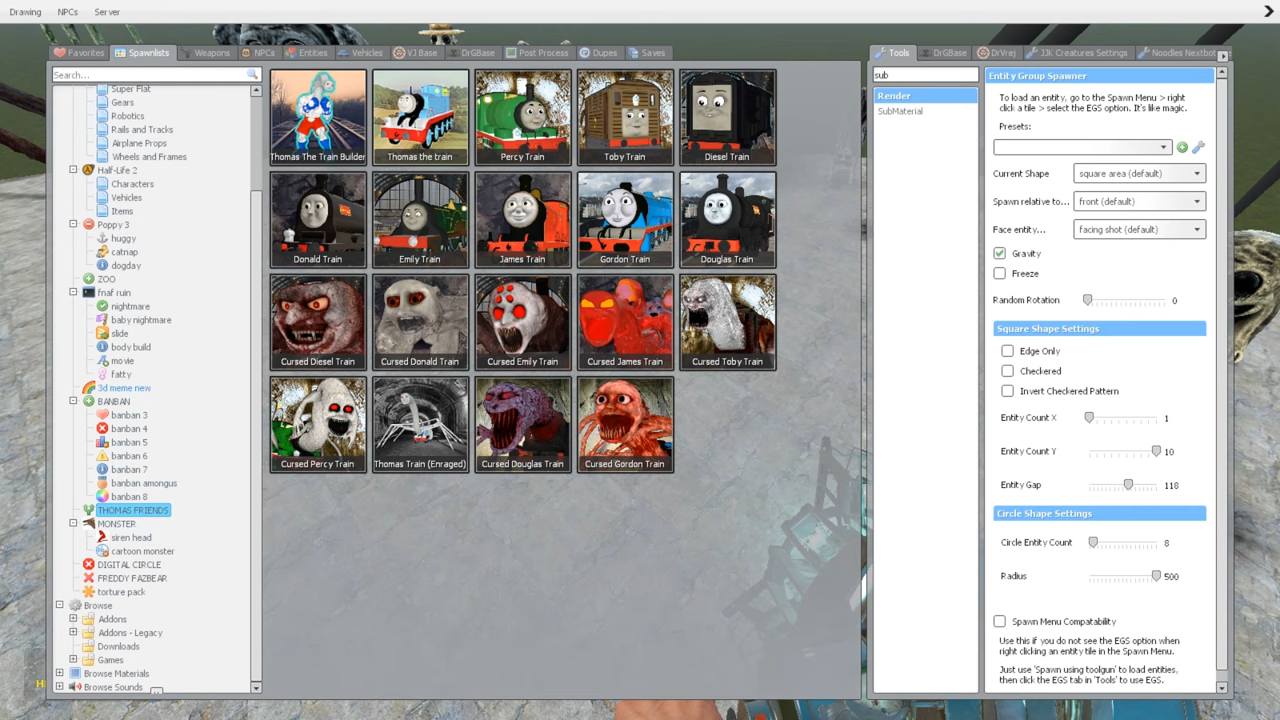 Drawing NPCs Server
Favorites Spawnlists Weapons NPCs Entities Vehicles VJ Base DrGBase Post Process Dupes Saves
Search...
Super Flat
Gears
Robotics
Rails and Tracks
Airplane Props
Wheels and Frames
Half-Life 2
Characters
Vehicles
Items
Poppy 3
huggy
catnap
dogday
ZOO
fnaf ruin
nightmare
baby nightmare
slide
body build
movie
fatty
3d meme new
BANBAN
banban 3
banban 4
banban 5
banban 6
banban 7
banban amongus
banban 8
THOMAS FRIENDS
MONSTER
siren head
cartoon monster
DIGITAL CIRCLE
FREDDY FAZBEAR
torture pack
Browse
Addons
Addons - Legacy
Downloads
Games
Browse Materials
Browse Sounds
Thomas The Train Builder Thomas the train Percy Train Toby Train Diesel Train
Donald Train Emily Train James Train Gordon Train Douglas Train
Cursed Diesel Train Cursed Donald Train Cursed Emily Train Cursed James Train Cursed Toby Train
Cursed Percy Train Thomas Train (Enraged) Cursed Douglas Train Cursed Gordon Train
Tools DrGBase DrVrej JJK Creatures Settings Noodles Nextbot
sub
Render
SubMaterial
Entity Group Spawner
To load an entity, go to the Spawn Menu > right
click a tile > select the EGS option. It's like magic.
Presets:
Current Shape square area (default)
Spawn relative to... front (default)
Face entity... facing shot (default)
Gravity
Freeze
Random Rotation 0
Square Shape Settings
Edge Only
Checkered
Invert Checkered Pattern
Entity Count X 1
Entity Count Y 10
Entity Gap 118
Circle Shape Settings
Circle Entity Count 8
Radius 500
Spawn Menu Compatability
Use this if you do not see the EGS option when
right clicking an entity tile in the Spawn Menu.
Just use 'Spawn using toolgun' to load entities,
then click the EGS tab in 'Tools' to use EGS.